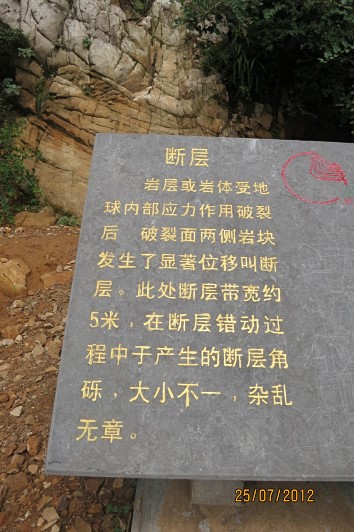 断层
岩层或岩体受地
球内部应力作用破裂
后 破裂面两侧岩块
发生了显著位移叫断
层。此处断层带宽约
5米，在断层错动过
程中于产生的断层角
砾，大小不一，杂乱
无章。
25/07/2012